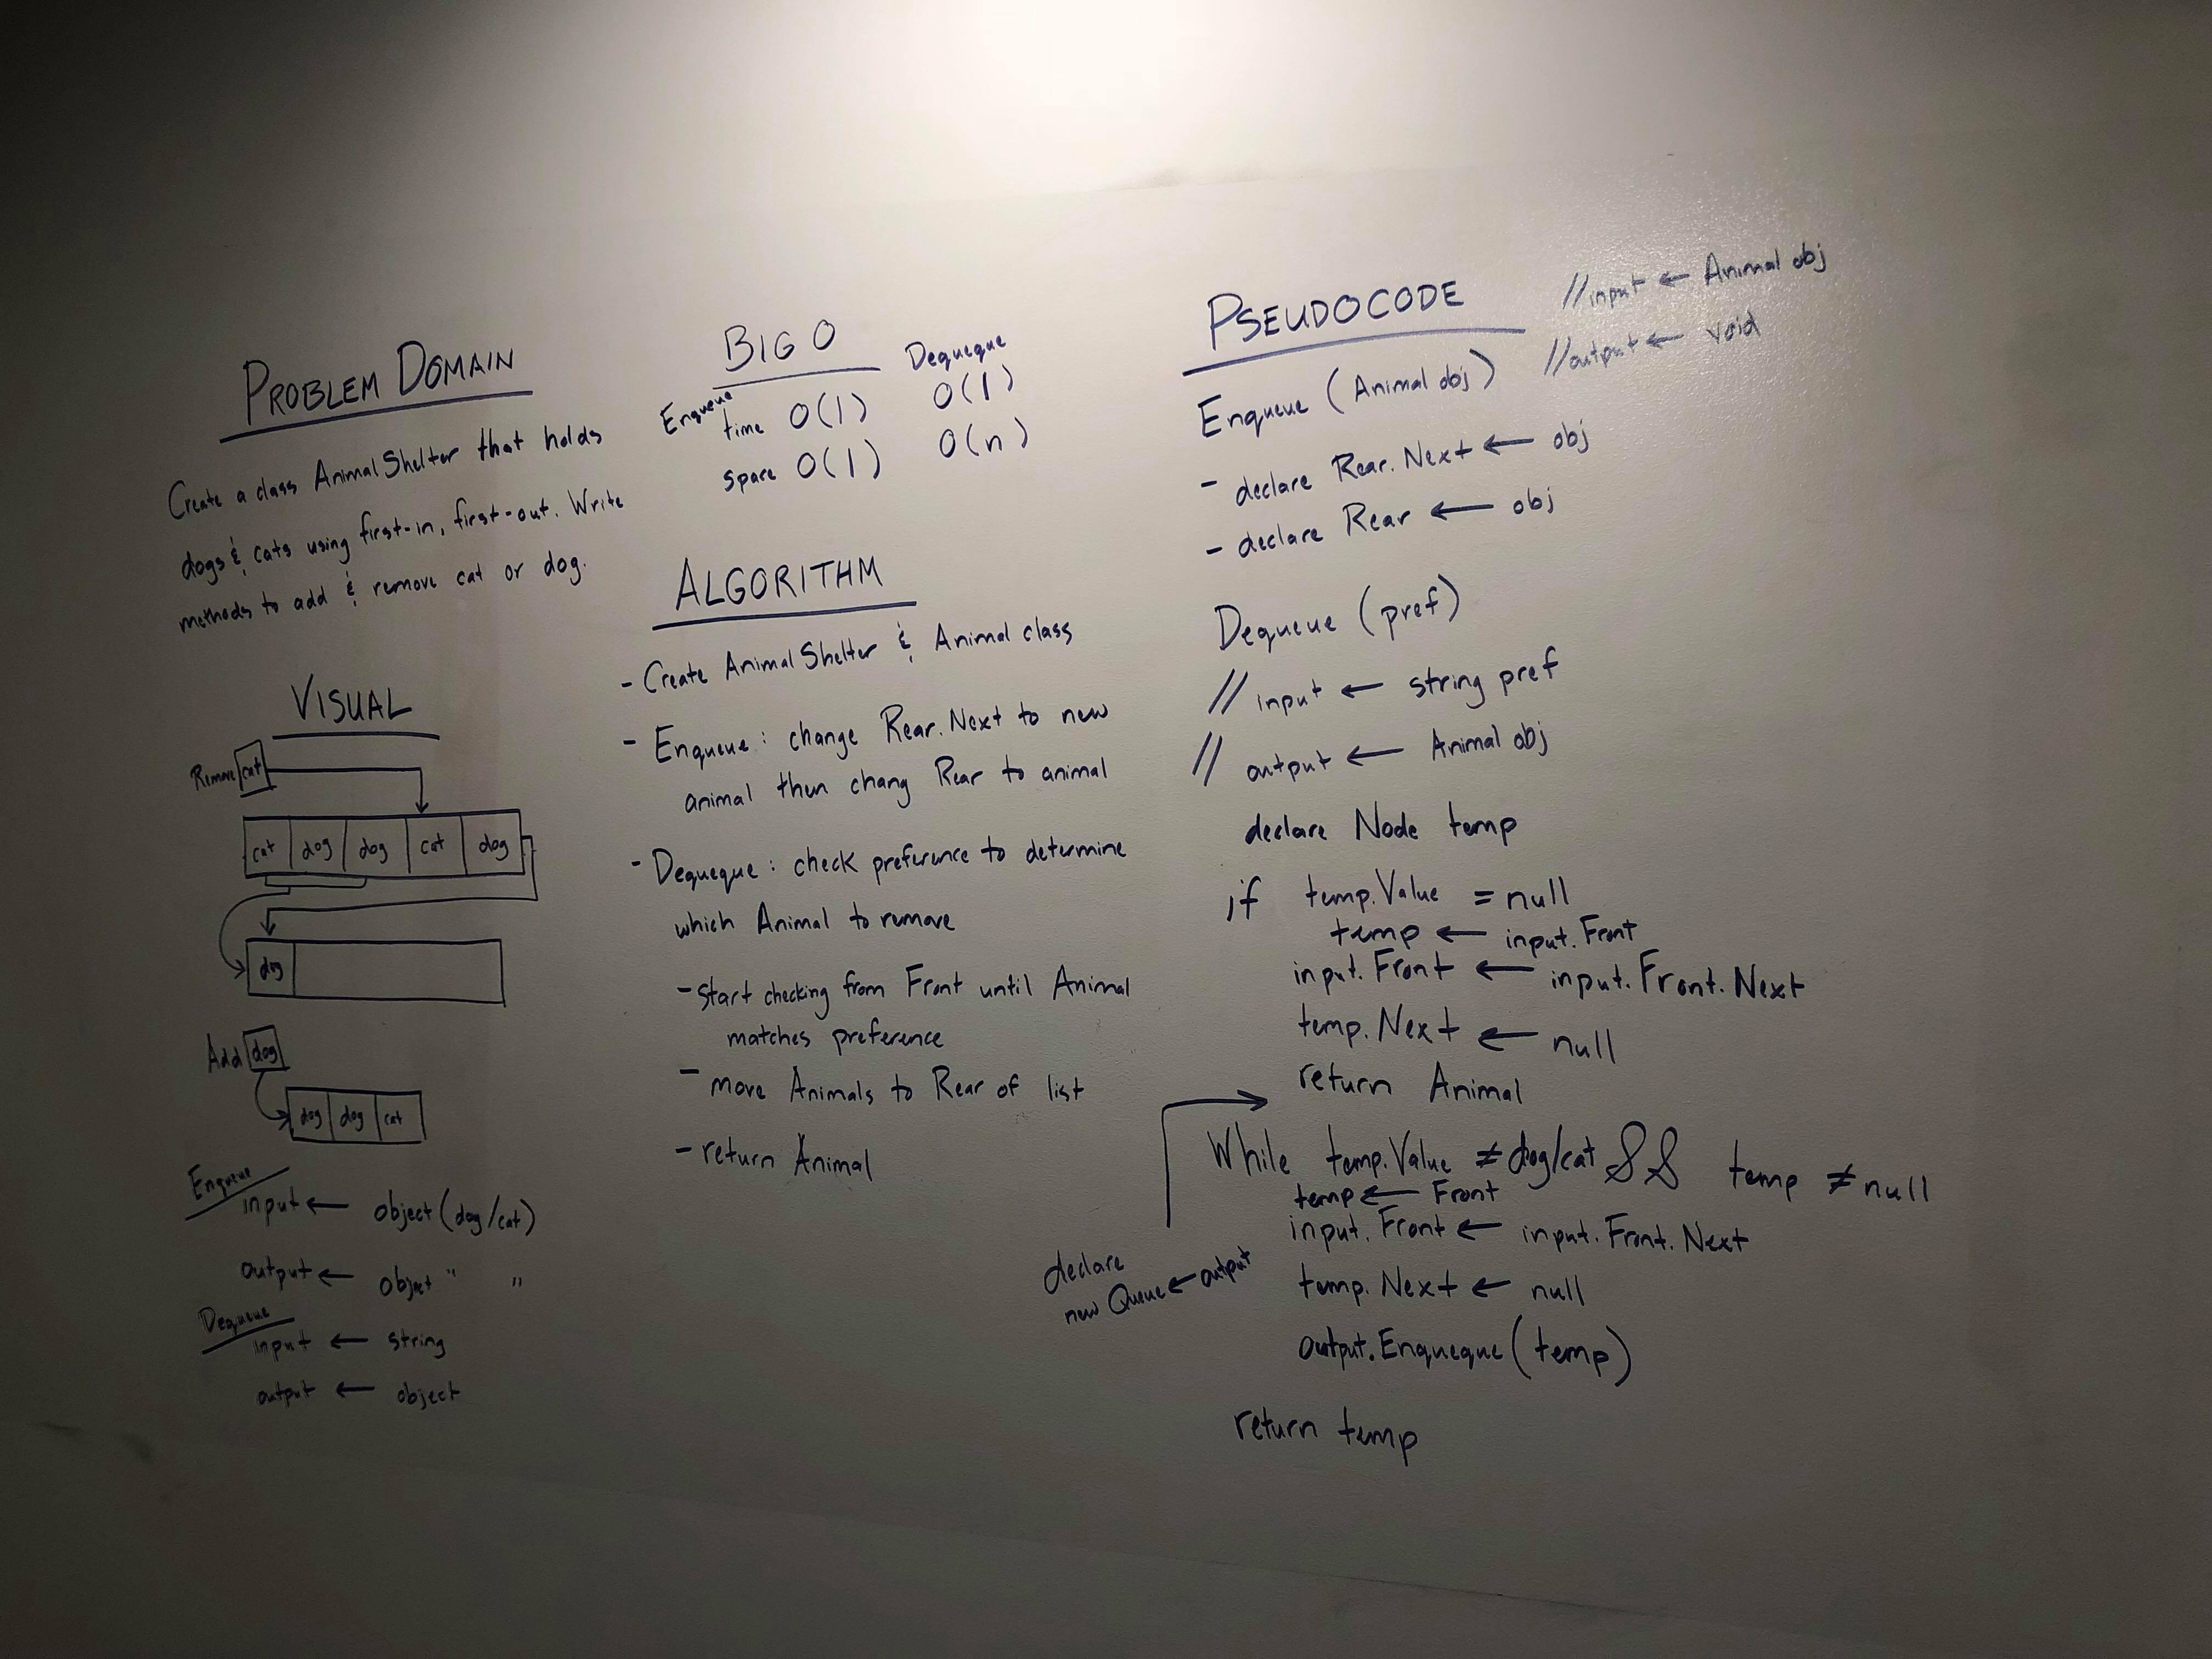 PROBLEM DOMAIN
Create a class AnimalShelter that holds
dogs & cats using first-in, first-out. Write
methods to add & remove cat or dog.
VISUAL
Remove cat
cat dog dog cat dog
dog
Add dog
dog dog cat
Enqueue
input ← object (dog/cat)
output ← object " "
Dequeue
input ← string
output ← object
BIG O
Enqueue Dequeque
time O(1) O(1)
space O(1) O(n)
ALGORITHM
- Create AnimalShelter & Animal class
- Enqueue: change Rear.Next to new
animal then chang Rear to animal
- Dequeque: check preference to determine
which Animal to remove
- start checking from Front until Animal
matches preference
- move Animals to Rear of list
- return Animal
PSEUDOCODE
//input ← Animal obj
//output ← void
Enqueue (Animal obj)
- declare Rear.Next ← obj
- declare Rear ← obj
Dequeue (pref)
// input ← string pref
// output ← Animal obj
declare Node temp
if temp.Value = null
temp ← input.Front
input.Front ← input.Front.Next
temp.Next ← null
return Animal
While temp.Value ≠ dog/cat && temp ≠ null
temp ← Front
input.Front ← input.Front.Next
temp.Next ← null
output.Enqueque(temp)
return temp
declare
new Queue ← output